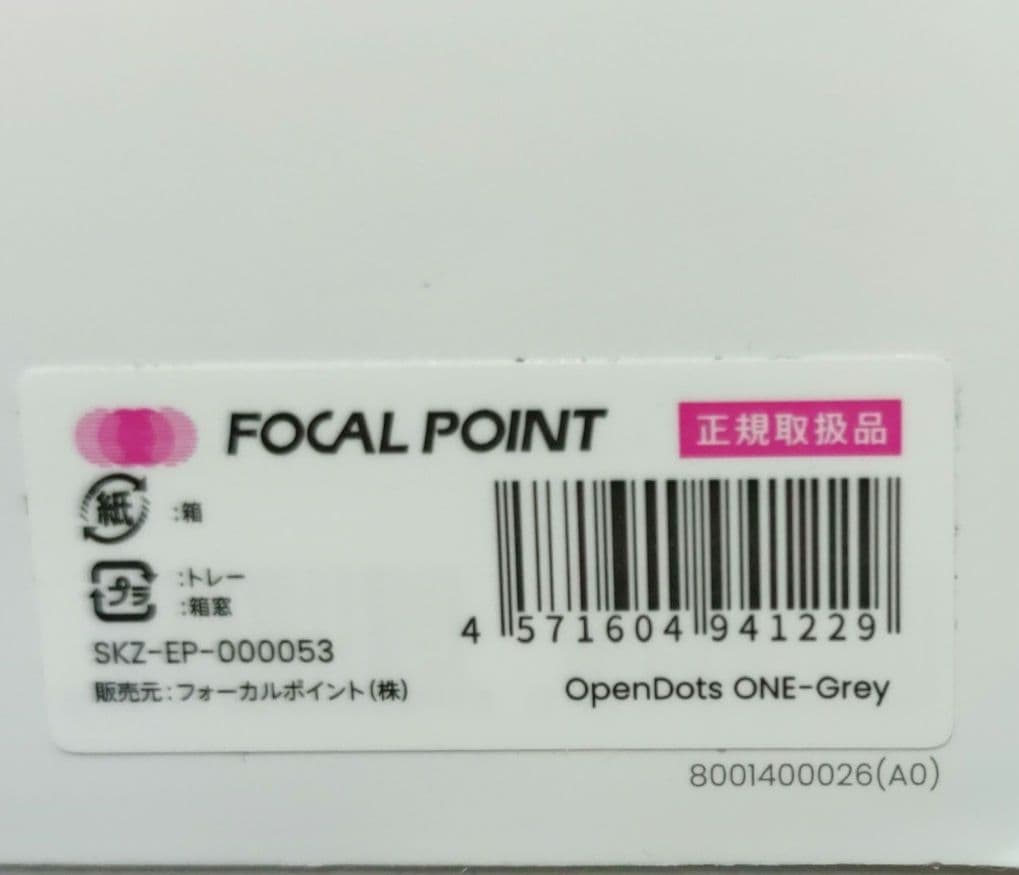 FOCAL POINT 正規取扱品
紙 :箱
プラ :トレー
:箱窓
SKZ-EP-000053
販売元:フォーカルポイント(株)
4 571604 941229
OpenDots ONE-Grey
8001400026(A0)